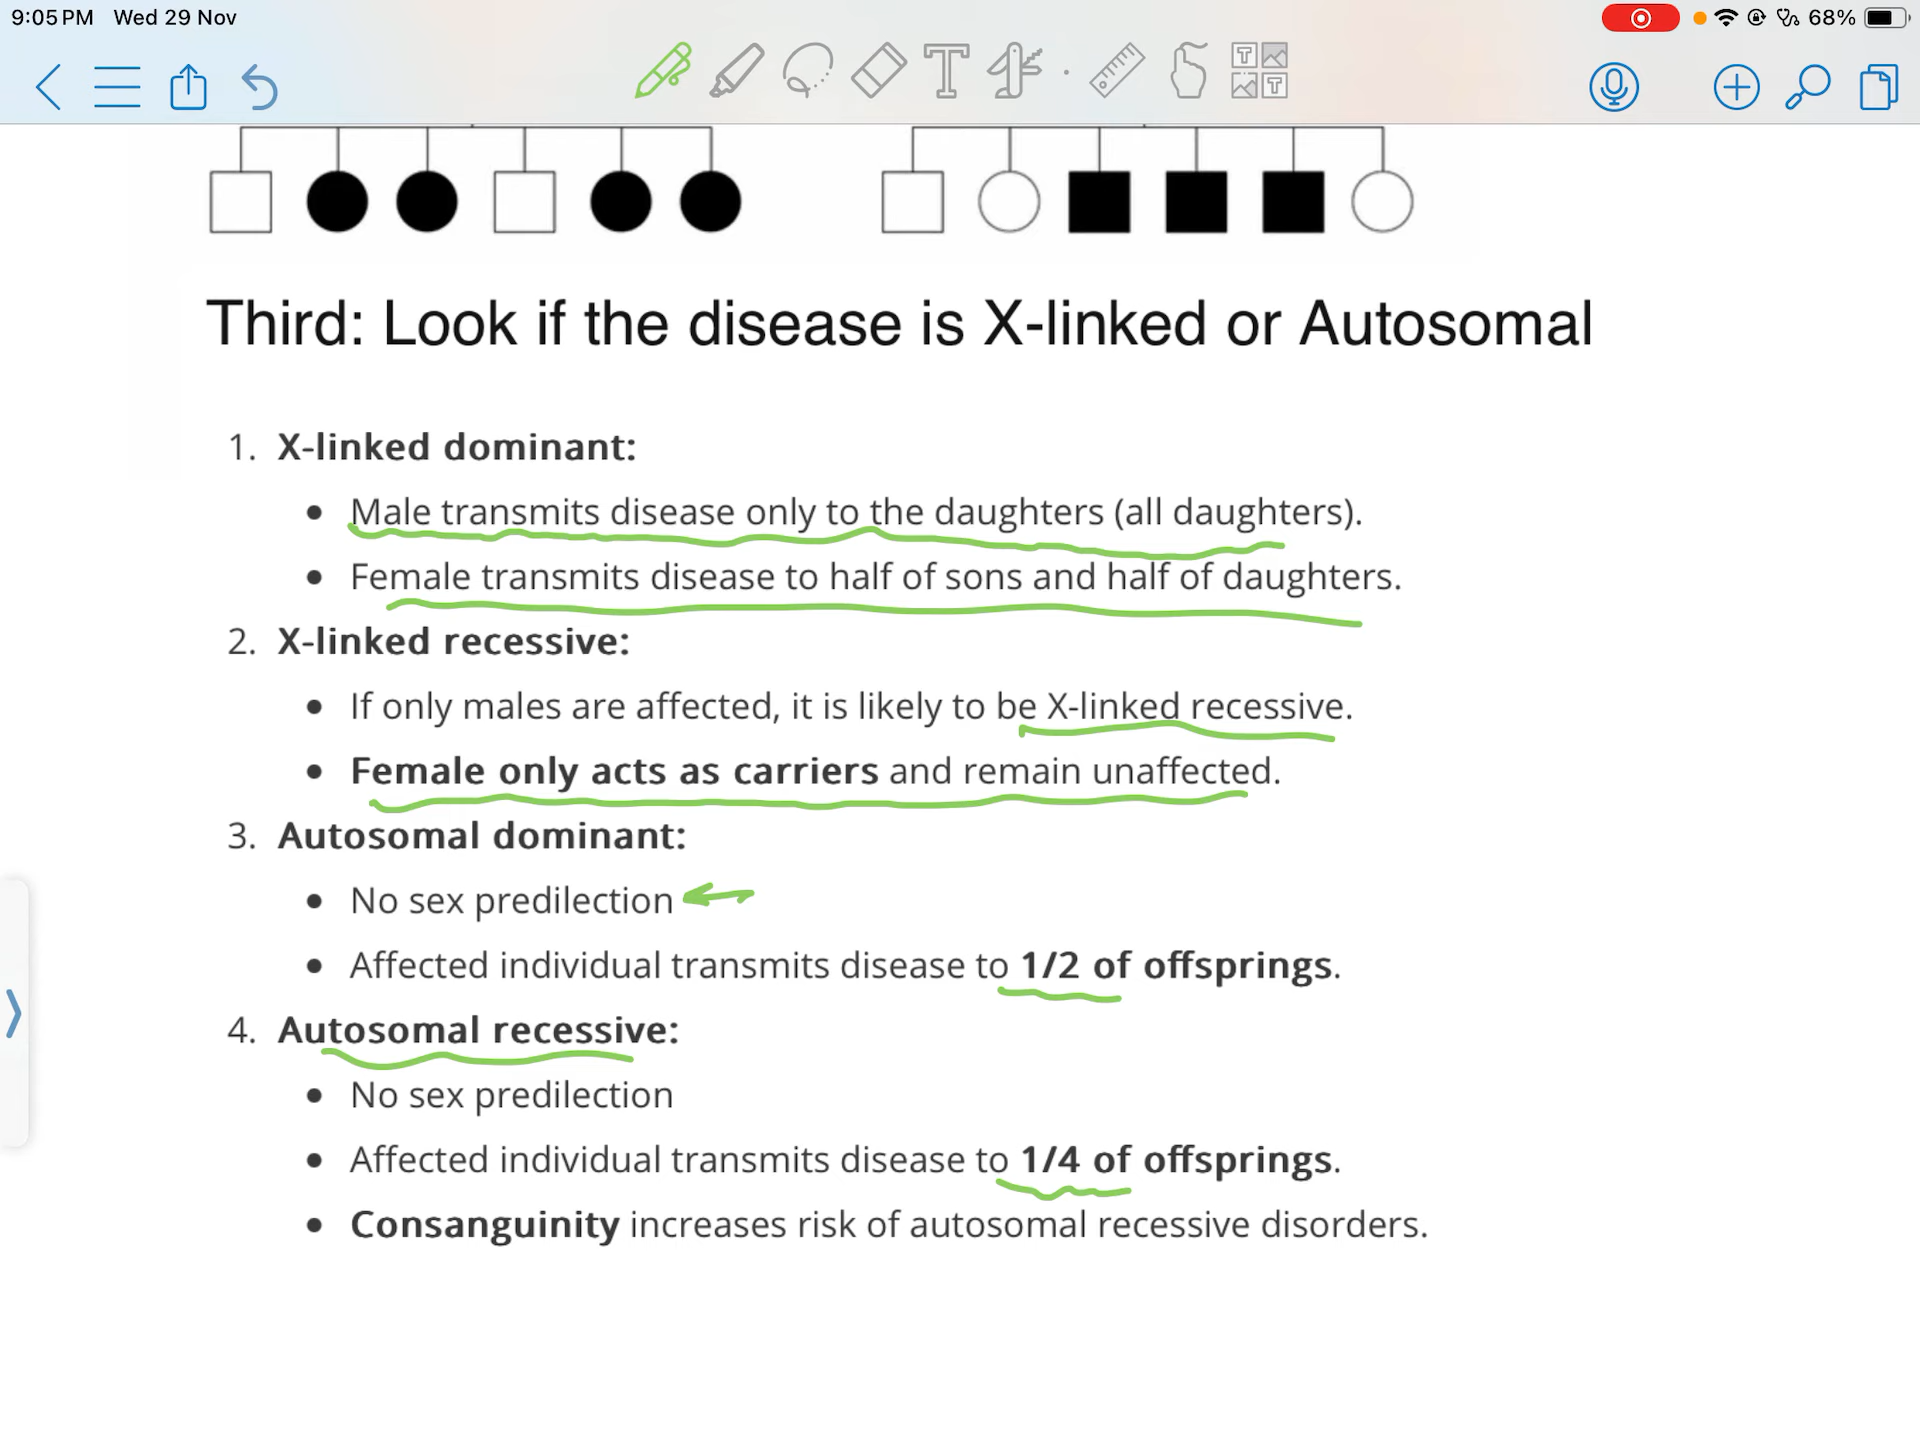 9:05 PM Wed 29 Nov
68%
Third: Look if the disease is X-linked or Autosomal
1. X-linked dominant:
• Male transmits disease only to the daughters (all daughters).
• Female transmits disease to half of sons and half of daughters.
2. X-linked recessive:
• If only males are affected, it is likely to be X-linked recessive.
• Female only acts as carriers and remain unaffected.
3. Autosomal dominant:
• No sex predilection
• Affected individual transmits disease to 1/2 of offsprings.
4. Autosomal recessive:
• No sex predilection
• Affected individual transmits disease to 1/4 of offsprings.
• Consanguinity increases risk of autosomal recessive disorders.